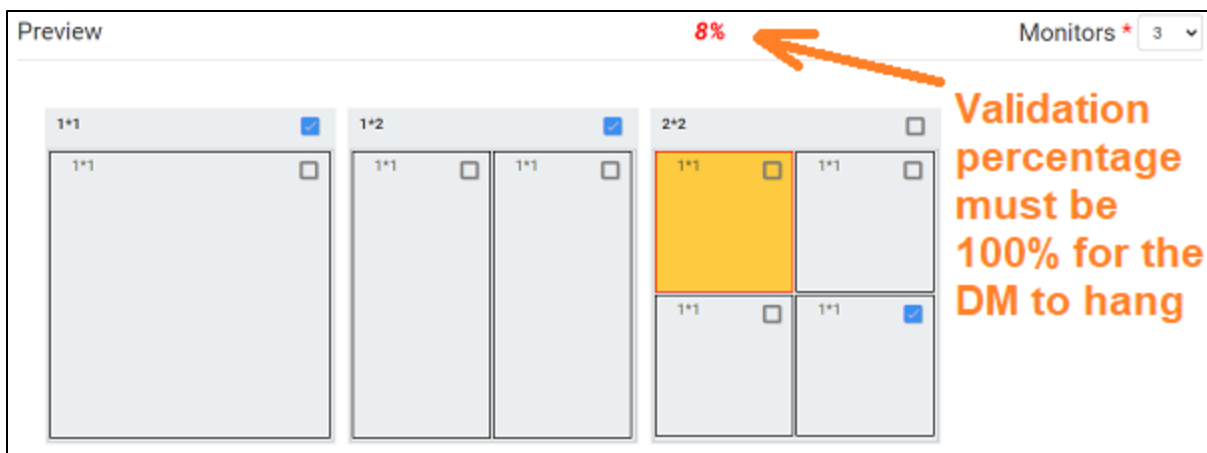 Preview 8% Monitors * 3
1*1 1*2 2*2
1*1 1*1 1*1 1*1 1*1
1*1 1*1
Validation
percentage
must be
100% for the
DM to hang